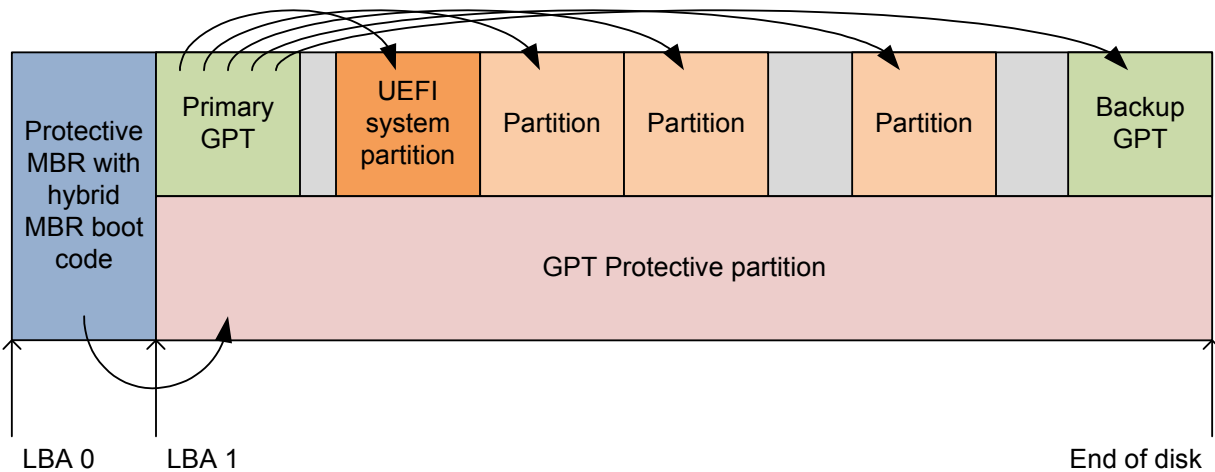 Protective
MBR with
hybrid
MBR boot
code
Primary
GPT
UEFI
system
partition
Partition
Partition
Partition
Backup
GPT
GPT Protective partition
LBA 0
LBA 1
End of disk